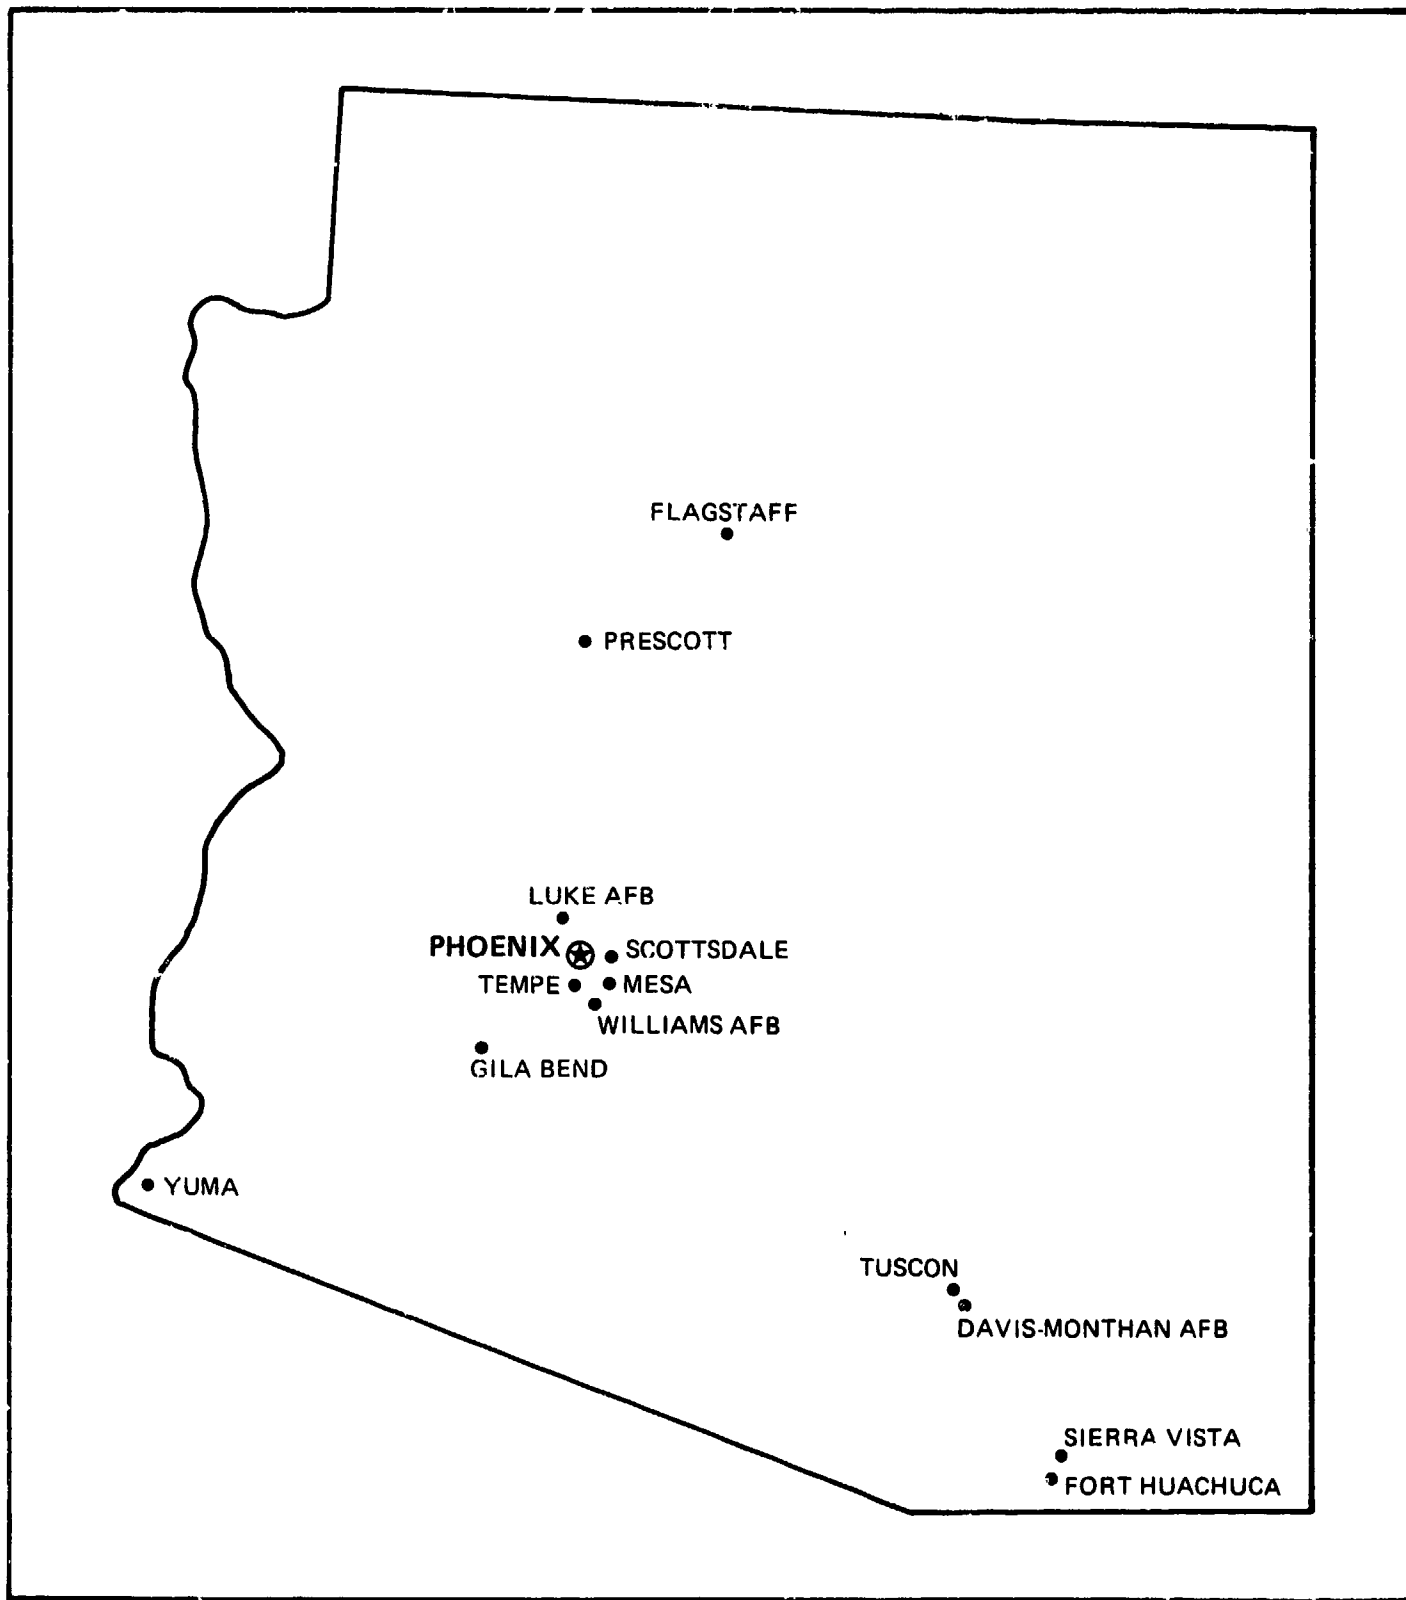 FLAGSTAFF
PRESCOTT
LUKE AFB
PHOENIX
SCOTTSDALE
TEMPE
MESA
WILLIAMS AFB
GILA BEND
YUMA
TUSCON
DAVIS-MONTHAN AFB
SIERRA VISTA
FORT HUACHUCA